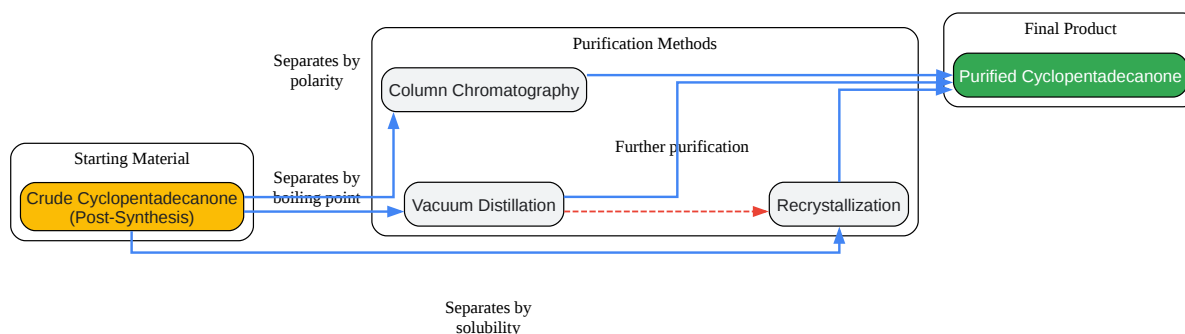 Final Product
Purified Cyclopentadecanone
Purification Methods
Separates by
polarity
Column Chromatography
Further purification
Starting Material
Crude Cyclopentadecanone
(Post-Synthesis)
Separates by
boiling point
Vacuum Distillation
Recrystallization
Separates by
solubility